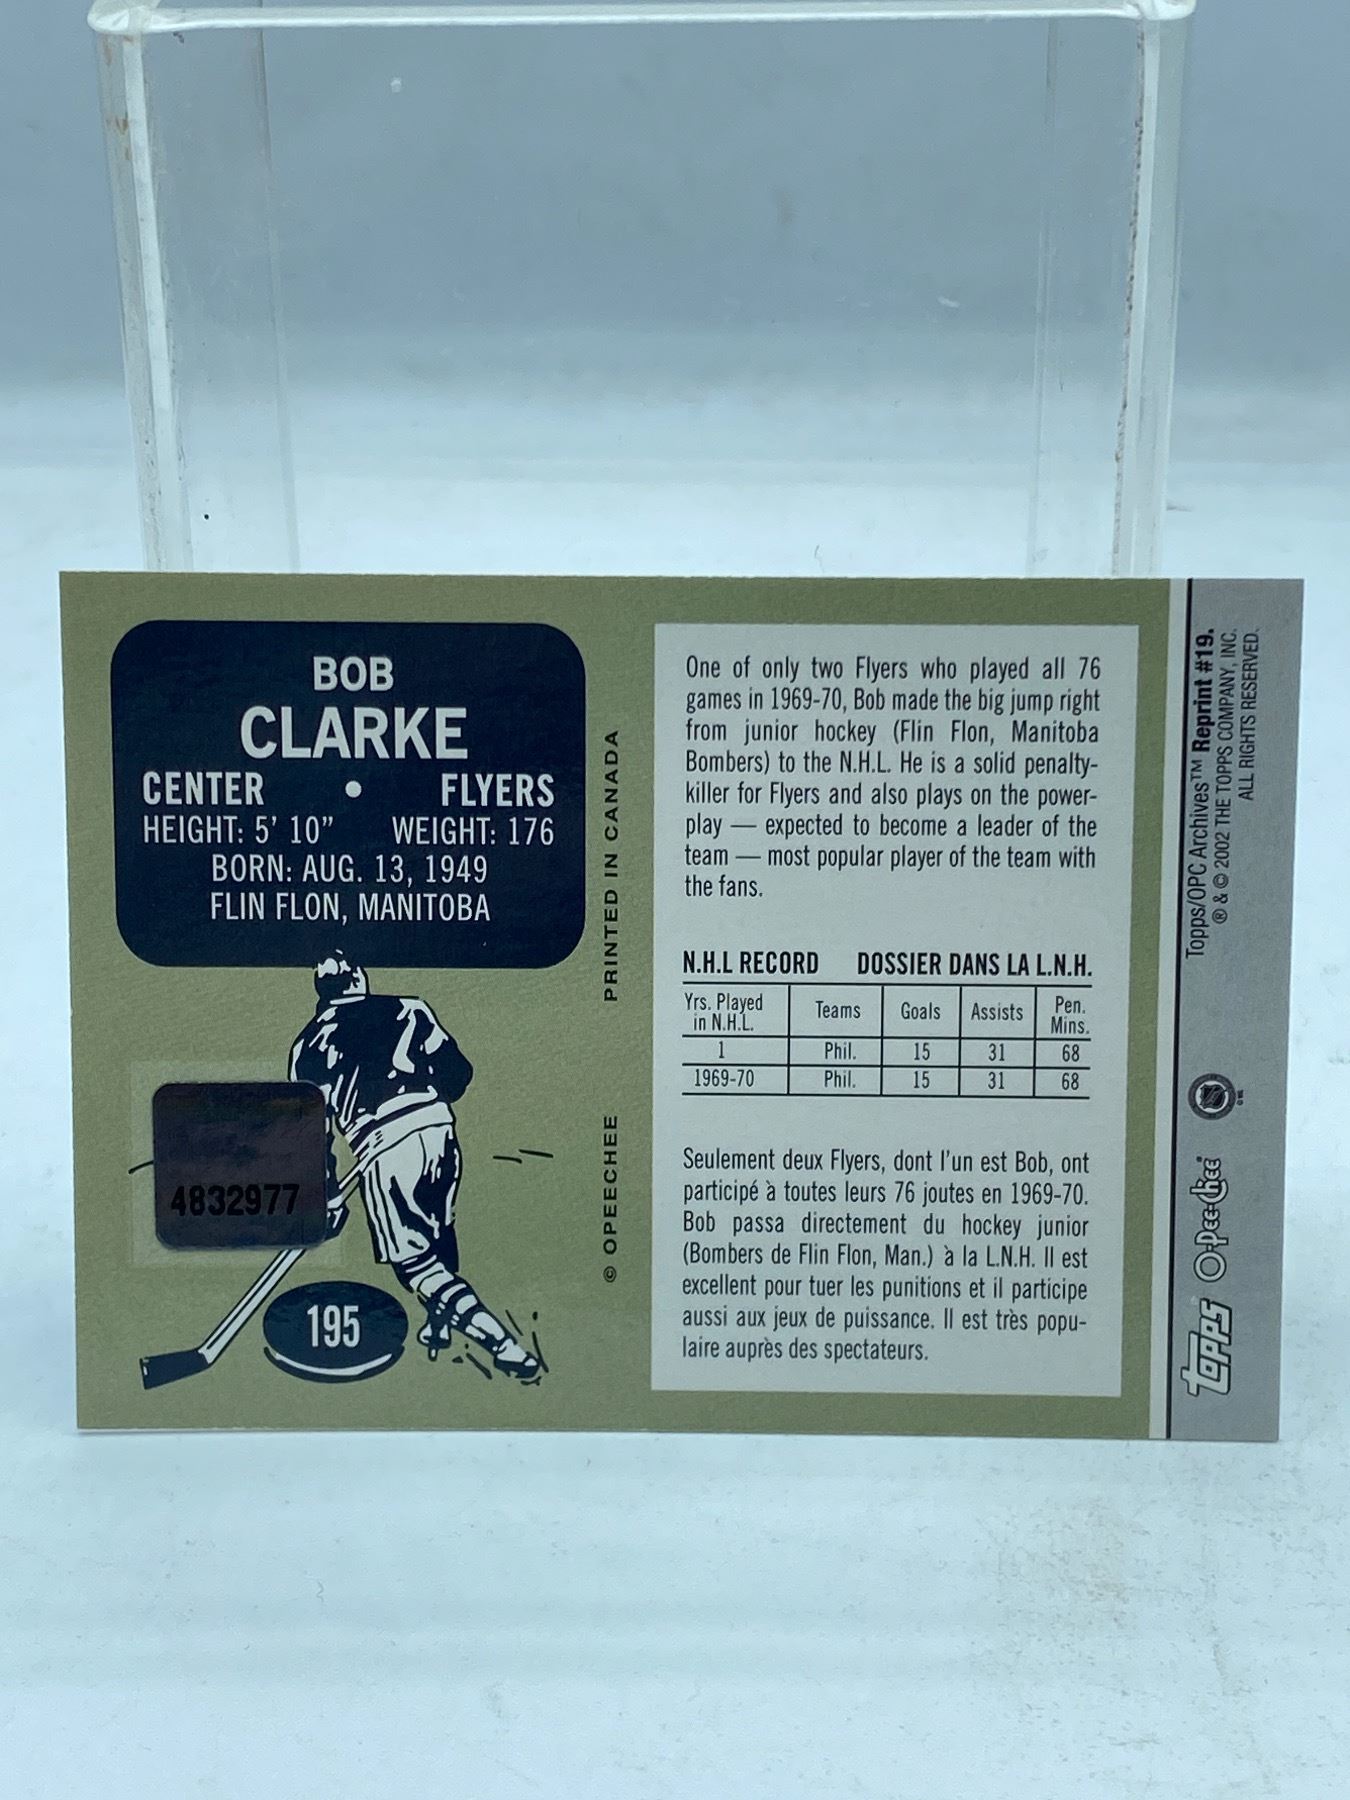 BOB
CLARKE
CENTER • FLYERS
HEIGHT: 5' 10" WEIGHT: 176
BORN: AUG. 13, 1949
FLIN FLON, MANITOBA
4832977
195
© OPEECHEE PRINTED IN CANADA
One of only two Flyers who played all 76
games in 1969-70, Bob made the big jump right
from junior hockey (Flin Flon, Manitoba
Bombers) to the N.H.L. He is a solid penalty-
killer for Flyers and also plays on the power-
play — expected to become a leader of the
team — most popular player of the team with
the fans.
N.H.L RECORD DOSSIER DANS LA L.N.H.
Yrs. Played in N.H.L. Teams Goals Assists Pen. Mins.
1 Phil. 15 31 68
1969-70 Phil. 15 31 68
Seulement deux Flyers, dont l'un est Bob, ont
participé à toutes leurs 76 joutes en 1969-70.
Bob passa directement du hockey junior
(Bombers de Flin Flon, Man.) à la L.N.H. Il est
excellent pour tuer les punitions et il participe
aussi aux jeux de puissance. Il est très popu-
laire auprès des spectateurs.
Topps/OPC Archives™ Reprint #19.
® & © 2002 THE TOPPS COMPANY, INC.
ALL RIGHTS RESERVED.
O-Pee-Chee®
Topps